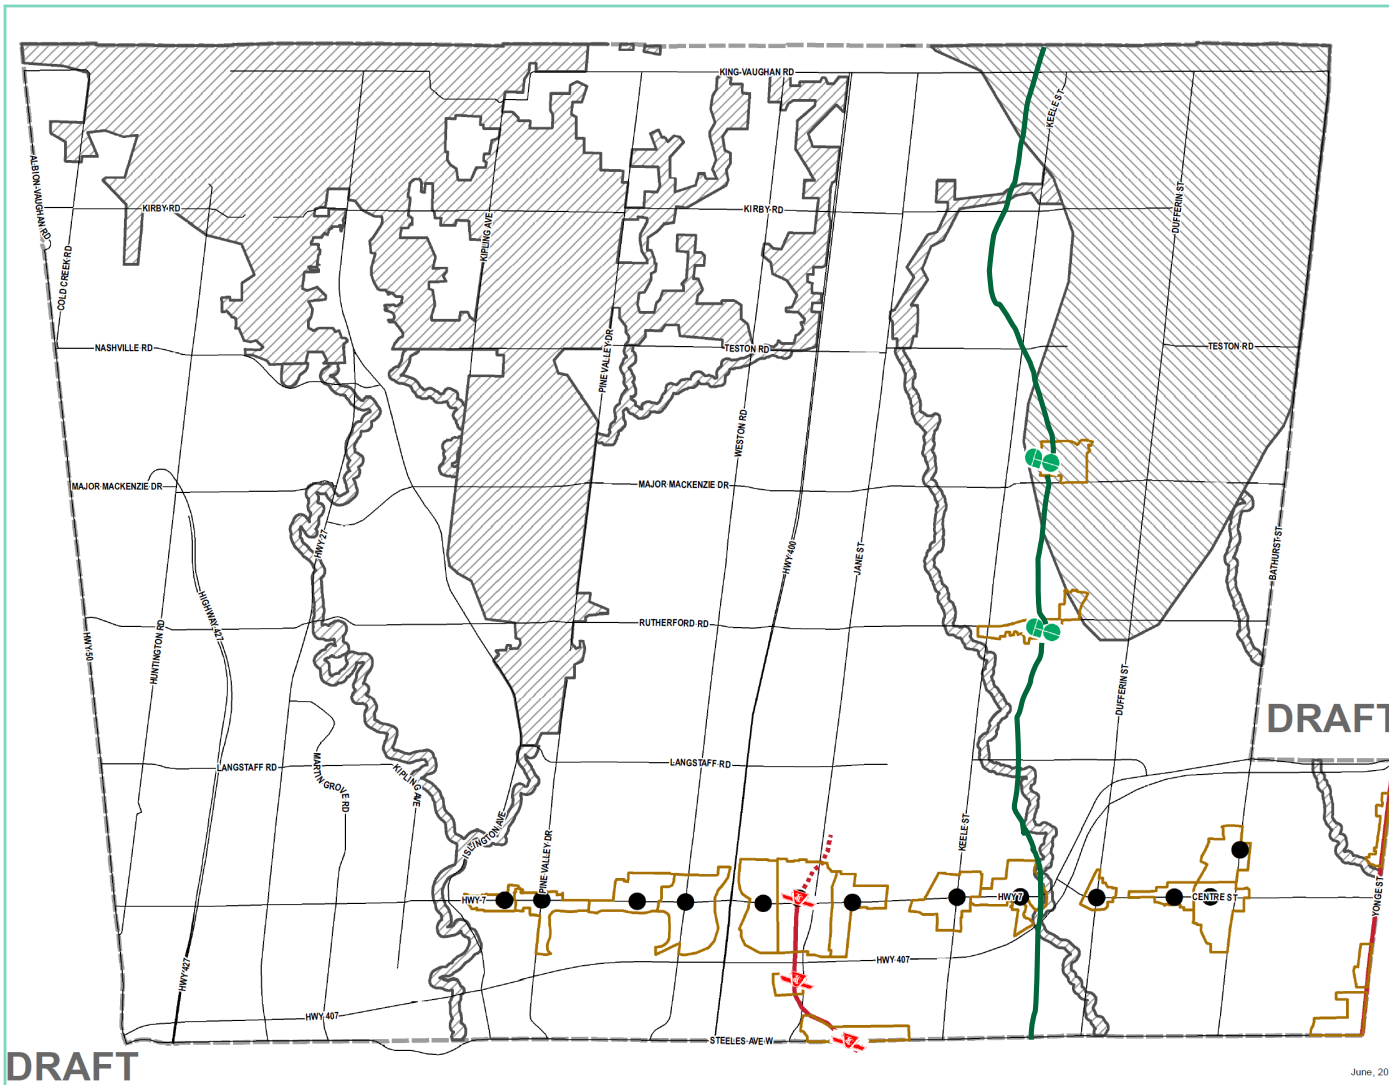 KING-VAUGHAN RD
KEELE ST
ALBION-VAUGHAN RD
COLD CREEK RD
KIRBY RD
KIPLING AVE
KIRBY RD
DUFFERIN ST
NASHVILLE RD
PINE VALLEY DR
TESTON RD
TESTON RD
WESTON RD
MAJOR MACKENZIE DR
MAJOR MACKENZIE DR
HWY 27
HWY 400
JANE ST
BATHURST ST
HWY 50
HUNTINGTON RD
HIGHWAY 427
RUTHERFORD RD
DUFFERIN ST
DRAFT
LANGSTAFF RD
MARTIN GROVE RD
KIPLING AVE
LANGSTAFF RD
ISLINGTON AVE
PINE VALLEY DR
KEELE ST
HWY 7
HWY 7
CENTRE ST
YONGE ST
HWY 427
HWY 407
HWY 407
STEELES AVE W
DRAFT
June, 20